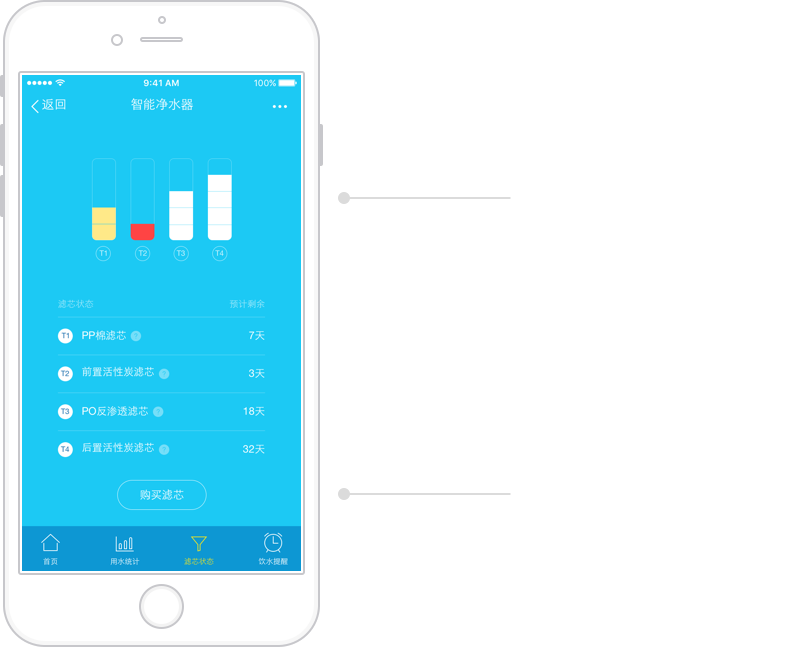 9:41 AM 100%
返回 智能净水器
T1 T2 T3 T4
滤芯状态 预计剩余
T1 PP棉滤芯 ? 7天
T2 前置活性炭滤芯 ? 3天
T3 PO反渗透滤芯 ? 18天
T4 后置活性炭滤芯 ? 32天
购买滤芯
首页 用水统计 滤芯状态 饮水提醒